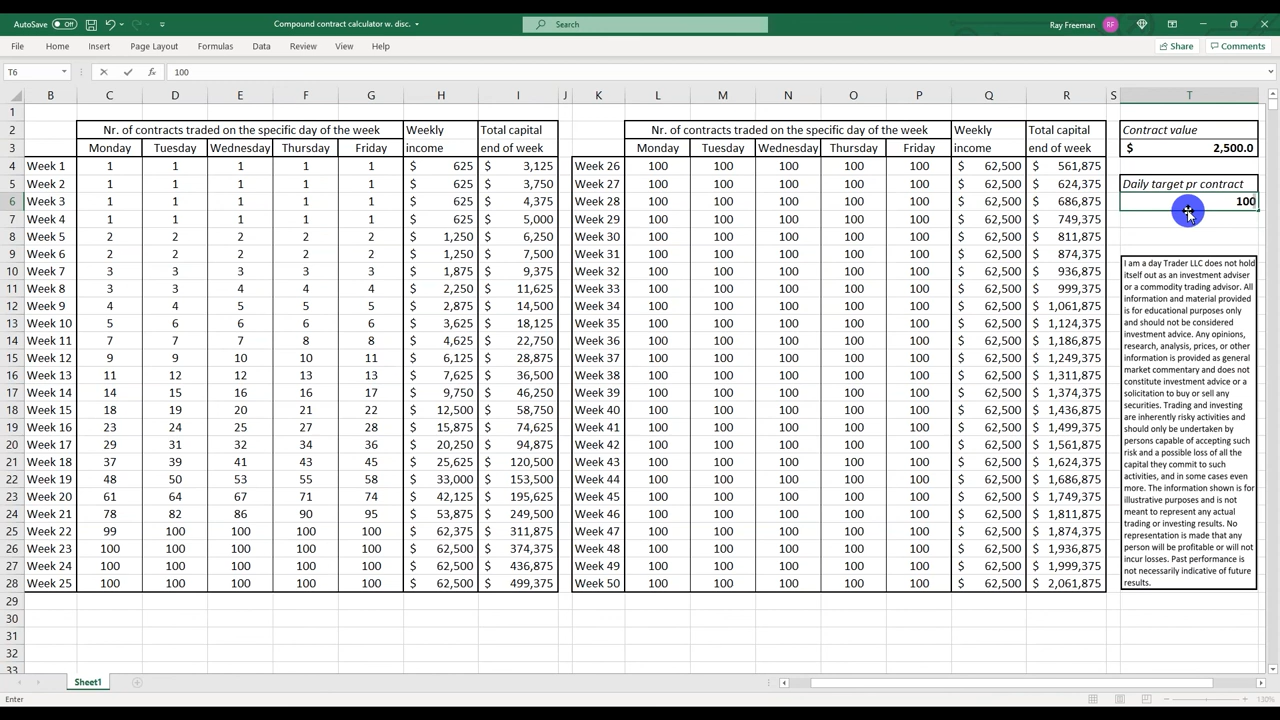 AutoSave Off Compound contract calculator w. disc. Search Ray Freeman RF
File Home Insert Page Layout Formulas Data Review View Help Share Comments
T6 fx 100
B C D E F G H I J K L M N O P Q R S T
1
2 Nr. of contracts traded on the specific day of the week Weekly Total capital Nr. of contracts traded on the specific day of the week Weekly Total capital Contract value
3 Monday Tuesday Wednesday Thursday Friday income end of week Monday Tuesday Wednesday Thursday Friday income end of week $ 2,500.0
4 Week 1 1 1 1 1 1 $ 625 $ 3,125 Week 26 100 100 100 100 100 $ 62,500 $ 561,875
5 Week 2 1 1 1 1 1 $ 625 $ 3,750 Week 27 100 100 100 100 100 $ 62,500 $ 624,375 Daily target pr contract
6 Week 3 1 1 1 1 1 $ 625 $ 4,375 Week 28 100 100 100 100 100 $ 62,500 $ 686,875 100
7 Week 4 1 1 1 1 1 $ 625 $ 5,000 Week 29 100 100 100 100 100 $ 62,500 $ 749,375
8 Week 5 2 2 2 2 2 $ 1,250 $ 6,250 Week 30 100 100 100 100 100 $ 62,500 $ 811,875
9 Week 6 2 2 2 2 2 $ 1,250 $ 7,500 Week 31 100 100 100 100 100 $ 62,500 $ 874,375
10 Week 7 3 3 3 3 3 $ 1,875 $ 9,375 Week 32 100 100 100 100 100 $ 62,500 $ 936,875
11 Week 8 3 3 4 4 4 $ 2,250 $ 11,625 Week 33 100 100 100 100 100 $ 62,500 $ 999,375
12 Week 9 4 4 5 5 5 $ 2,875 $ 14,500 Week 34 100 100 100 100 100 $ 62,500 $ 1,061,875
13 Week 10 5 6 6 6 6 $ 3,625 $ 18,125 Week 35 100 100 100 100 100 $ 62,500 $ 1,124,375
14 Week 11 7 7 7 8 8 $ 4,625 $ 22,750 Week 36 100 100 100 100 100 $ 62,500 $ 1,186,875
15 Week 12 9 9 10 10 11 $ 6,125 $ 28,875 Week 37 100 100 100 100 100 $ 62,500 $ 1,249,375
16 Week 13 11 12 12 13 13 $ 7,625 $ 36,500 Week 38 100 100 100 100 100 $ 62,500 $ 1,311,875
17 Week 14 14 15 16 16 17 $ 9,750 $ 46,250 Week 39 100 100 100 100 100 $ 62,500 $ 1,374,375
18 Week 15 18 19 20 21 22 $ 12,500 $ 58,750 Week 40 100 100 100 100 100 $ 62,500 $ 1,436,875
19 Week 16 23 24 25 27 28 $ 15,875 $ 74,625 Week 41 100 100 100 100 100 $ 62,500 $ 1,499,375
20 Week 17 29 31 32 34 36 $ 20,250 $ 94,875 Week 42 100 100 100 100 100 $ 62,500 $ 1,561,875
21 Week 18 37 39 41 43 45 $ 25,625 $ 120,500 Week 43 100 100 100 100 100 $ 62,500 $ 1,624,375
22 Week 19 48 50 53 55 58 $ 33,000 $ 153,500 Week 44 100 100 100 100 100 $ 62,500 $ 1,686,875
23 Week 20 61 64 67 71 74 $ 42,125 $ 195,625 Week 45 100 100 100 100 100 $ 62,500 $ 1,749,375
24 Week 21 78 82 86 90 95 $ 53,875 $ 249,500 Week 46 100 100 100 100 100 $ 62,500 $ 1,811,875
25 Week 22 99 100 100 100 100 $ 62,375 $ 311,875 Week 47 100 100 100 100 100 $ 62,500 $ 1,874,375
26 Week 23 100 100 100 100 100 $ 62,500 $ 374,375 Week 48 100 100 100 100 100 $ 62,500 $ 1,936,875
27 Week 24 100 100 100 100 100 $ 62,500 $ 436,875 Week 49 100 100 100 100 100 $ 62,500 $ 1,999,375
28 Week 25 100 100 100 100 100 $ 62,500 $ 499,375 Week 50 100 100 100 100 100 $ 62,500 $ 2,061,875
29
30
31
32
33
I am a day Trader LLC does not hold
itself out as an investment adviser
or a commodity trading advisor. All
information and material provided
is for educational purposes only
and should not be considered
investment advice. Any opinions,
research, analysis, prices, or other
information is provided as general
market commentary and does not
constitute investment advice or a
solicitation to buy or sell any
securities. Trading and investing
are inherently risky activities and
should only be undertaken by
persons capable of accepting such
risk and a possible loss of all the
capital they commit to such
activities, and in some cases even
more. The information shown is for
illustrative purposes and is not
meant to represent any actual
trading or investing results. No
representation is made that any
person will be profitable or will not
incur losses. Past performance is
not necessarily indicative of future
results.
Sheet1
Enter 130%